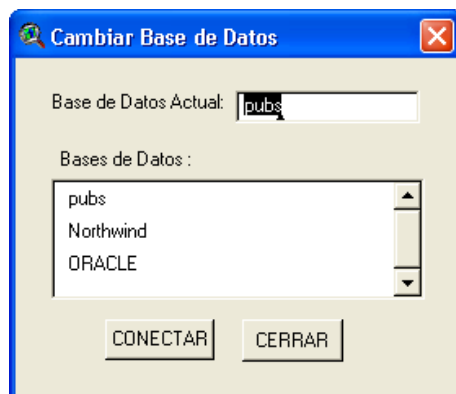 Cambiar Base de Datos
Base de Datos Actual: pubs
Bases de Datos :
pubs
Northwind
ORACLE
CONECTAR CERRAR